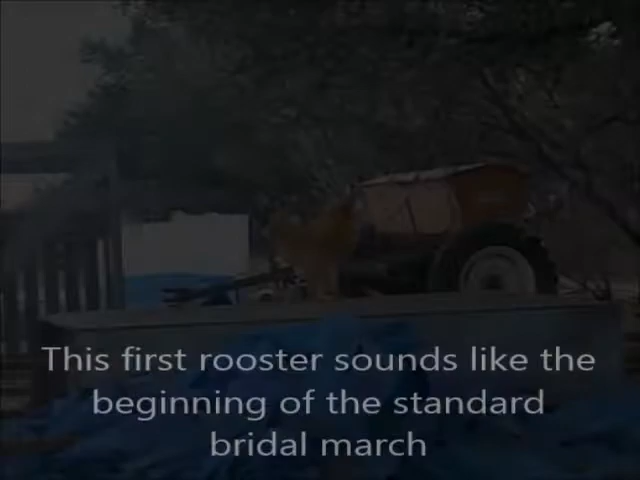 This first rooster sounds like the
beginning of the standard
bridal march